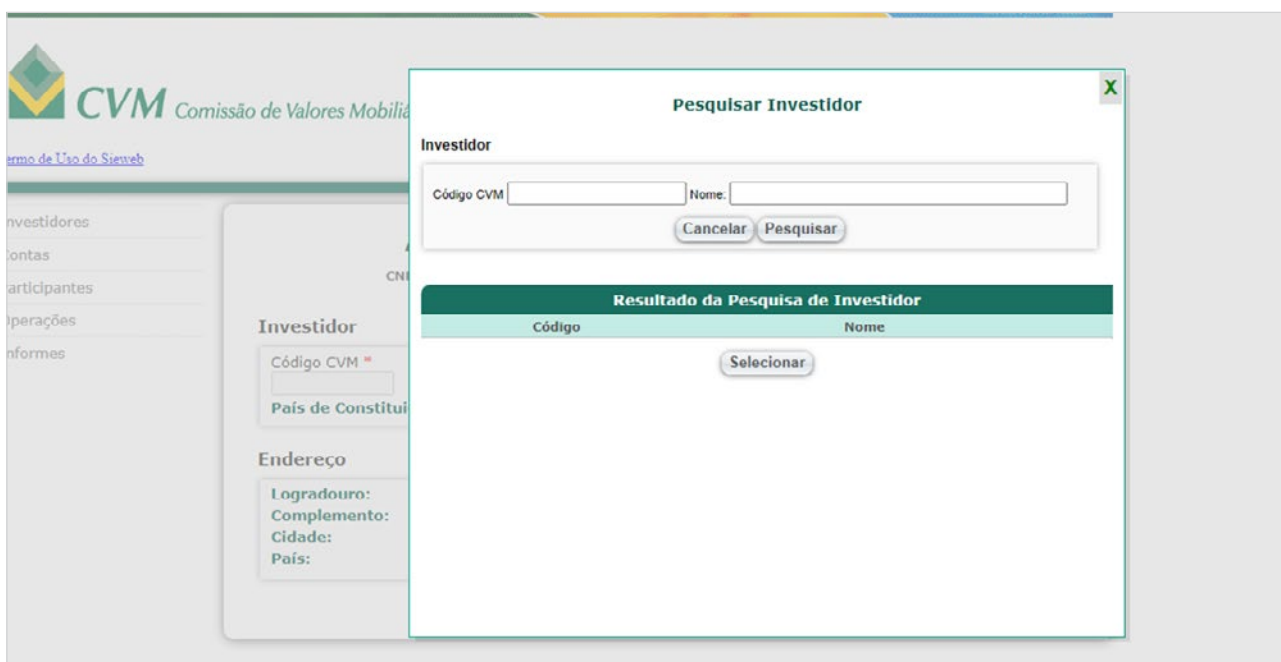 CVM Comissão de Valores Mobiliá
ermo de Uso do Sieweb
nvestidores
ontas
articipantes
perações
nformes
CN
Investidor
Código CVM *
País de Constitui
Endereço
Logradouro:
Complemento:
Cidade:
País:
X
Pesquisar Investidor
Investidor
Código CVM Nome:
Cancelar Pesquisar
Resultado da Pesquisa de Investidor
Código Nome
Selecionar